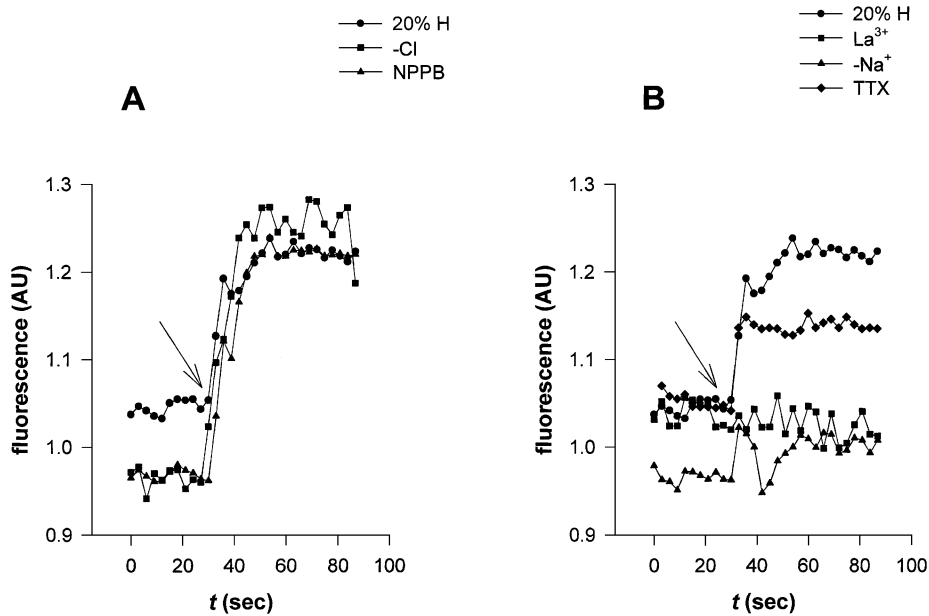 20% H
-Cl
NPPB
A
1.3
1.2
1.1
1.0
0.9
fluorescence (AU)
0 20 40 60 80 100
t (sec)
20% H
La³⁺
-Na⁺
TTX
B
1.3
1.2
1.1
1.0
0.9
fluorescence (AU)
0 20 40 60 80 100
t (sec)